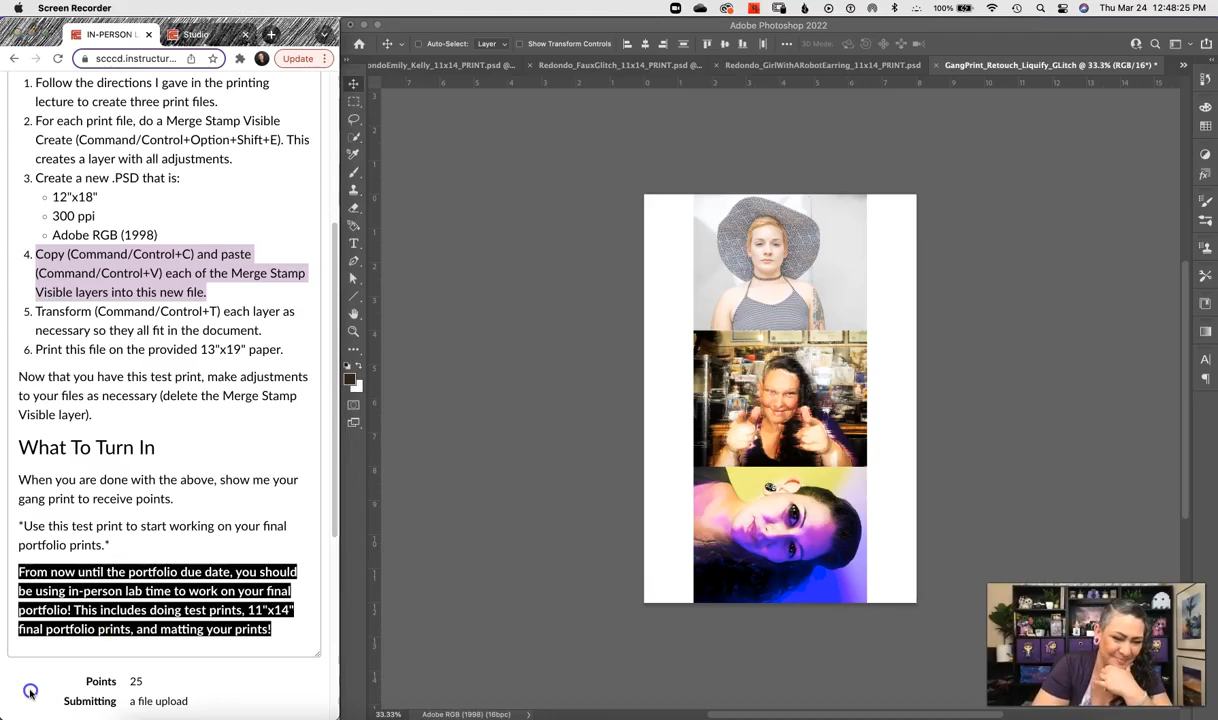 Screen Recorder
100%
Thu Mar 24 12:48:25 PM
IN-PERSON L
Studio
scccd.instructur...
Update
Adobe Photoshop 2022
Auto-Select: Layer
Show Transform Controls
3D Mode:
ondoEmily_Kelly_11x14_PRINT.psd @...
Redondo_FauxGlitch_11x14_PRINT.psd @...
Redondo_GirlWithARobotEarring_11x14_PRINT.psd
GangPrint_Retouch_Liquify_GLitch @ 33.3% (RGB/16*) *
1. Follow the directions I gave in the printing
lecture to create three print files.
2. For each print file, do a Merge Stamp Visible
Create (Command/Control+Option+Shift+E). This
creates a layer with all adjustments.
3. Create a new .PSD that is:
12"x18"
300 ppi
Adobe RGB (1998)
4. Copy (Command/Control+C) and paste
(Command/Control+V) each of the Merge Stamp
Visible layers into this new file.
5. Transform (Command/Control+T) each layer as
necessary so they all fit in the document.
6. Print this file on the provided 13"x19" paper.
Now that you have this test print, make adjustments
to your files as necessary (delete the Merge Stamp
Visible layer).
What To Turn In
When you are done with the above, show me your
gang print to receive points.
*Use this test print to start working on your final
portfolio prints.*
From now until the portfolio due date, you should
be using in-person lab time to work on your final
portfolio! This includes doing test prints, 11"x14"
final portfolio prints, and matting your prints!
Points 25
Submitting a file upload
33.33%
Adobe RGB (1998) (16bpc)